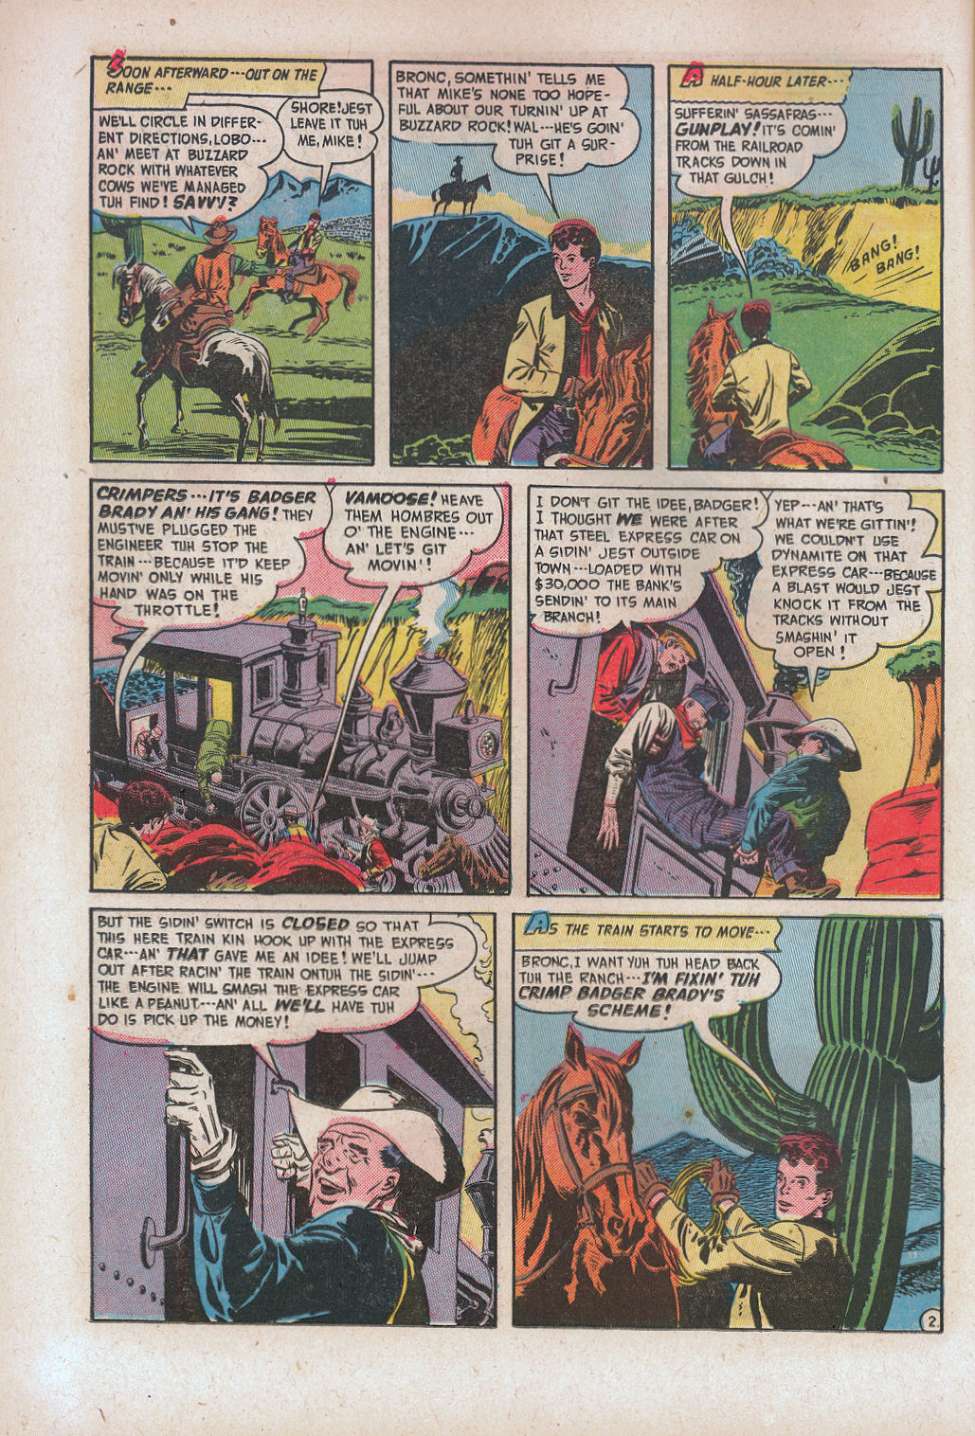 SOON AFTERWARD---OUT ON THE
RANGE---
WE'LL CIRCLE IN DIFFER-
ENT DIRECTIONS, LOBO---
AN' MEET AT BUZZARD
ROCK WITH WHATEVER
COWS WE'VE MANAGED
TUH FIND! SAVVY?
SHORE! JEST
LEAVE IT TUH
ME, MIKE!
BRONC, SOMETHIN' TELLS ME
THAT MIKE'S NONE TOO HOPE-
FUL ABOUT OUR TURNIN' UP AT
BUZZARD ROCK! WAL---HE'S GOIN'
TUH GIT A SUR-
PRISE!
A HALF-HOUR LATER---
SUFFERIN' SASSAFRAS---
GUNPLAY! IT'S COMIN'
FROM THE RAILROAD
TRACKS DOWN IN
THAT GULCH!
BANG!
BANG!
CRIMPERS---IT'S BADGER
BRADY AN' HIS GANG! THEY
MUST'VE PLUGGED THE
ENGINEER TUH STOP THE
TRAIN---BECAUSE IT'D KEEP
MOVIN' ONLY WHILE HIS
HAND WAS ON THE
THROTTLE!
VAMOOSE! HEAVE
THEM HOMBRES OUT
O' THE ENGINE---
AN' LET'S GIT
MOVIN'!
I DON'T GIT THE IDEE, BADGER!
I THOUGHT WE WERE AFTER
THAT STEEL EXPRESS CAR ON
A SIDIN' JEST OUTSIDE
TOWN---LOADED WITH
$30,000 THE BANK'S
SENDIN' TO ITS MAIN
BRANCH!
YEP---AN' THAT'S
WHAT WE'RE GITTIN'!
WE COULDN'T USE
DYNAMITE ON THAT
EXPRESS CAR---BECAUSE
A BLAST WOULD JEST
KNOCK IT FROM THE
TRACKS WITHOUT
SMASHIN' IT
OPEN!
BUT THE SIDIN' SWITCH IS CLOSED SO THAT
THIS HERE TRAIN KIN HOOK UP WITH THE EXPRESS
CAR---AN' THAT GAVE ME AN IDEE! WE'LL JUMP
OUT AFTER RACIN' THE TRAIN ONTUH THE SIDIN'---
THE ENGINE WILL SMASH THE EXPRESS CAR
LIKE A PEANUT---AN' ALL WE'LL HAVE TUH
DO IS PICK UP THE MONEY!
AS THE TRAIN STARTS TO MOVE---
BRONC, I WANT YUH TUH HEAD BACK
TUH THE RANCH---I'M FIXIN' TUH
CRIMP BADGER BRADY'S
SCHEME!
2